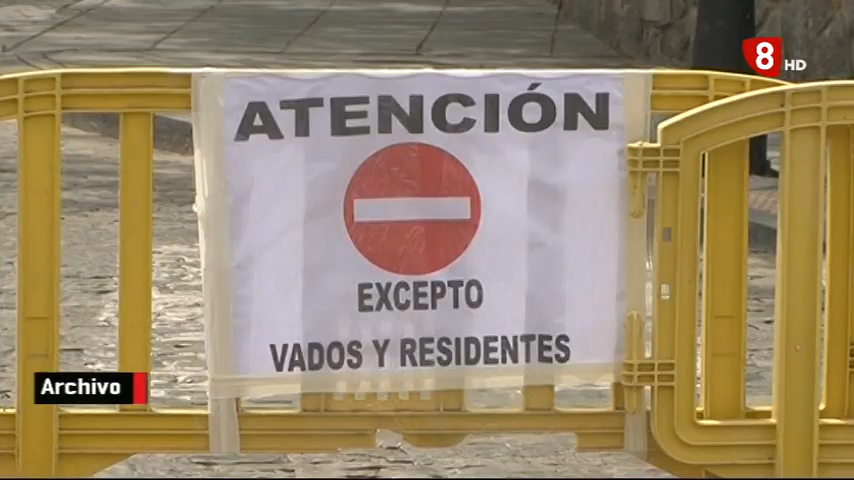 8 HD
ATENCIÓN
EXCEPTO
VADOS Y RESIDENTES
Archivo